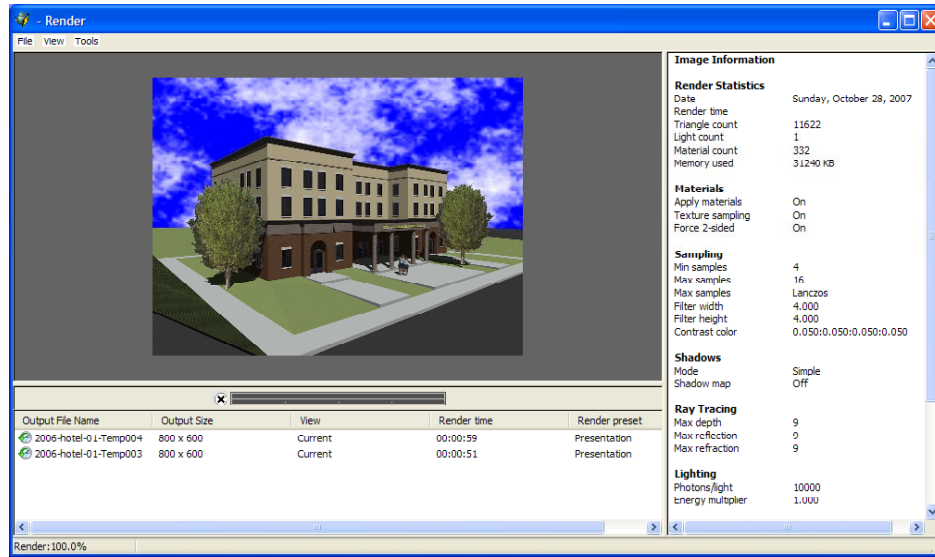 - Render
File View Tools
Image Information
Render Statistics
Date Sunday, October 28, 2007
Render time
Triangle count 11622
Light count 1
Material count 332
Memory used 31240 KB
Materials
Apply materials On
Texture sampling On
Force 2-sided On
Sampling
Min samples 4
Max samples 16
Max samples Lanczos
Filter width 4.000
Filter height 4.000
Contrast color 0.050:0.050:0.050:0.050
Shadows
Mode Simple
Shadow map Off
Ray Tracing
Max depth 9
Max reflection 9
Max refraction 9
Lighting
Photons/light 10000
Energy multiplier 1.000
Output File Name Output Size View Render time Render preset
2006-hotel-01-Temp004 800 x 600 Current 00:00:59 Presentation
2006-hotel-01-Temp003 800 x 600 Current 00:00:51 Presentation
Render:100.0%